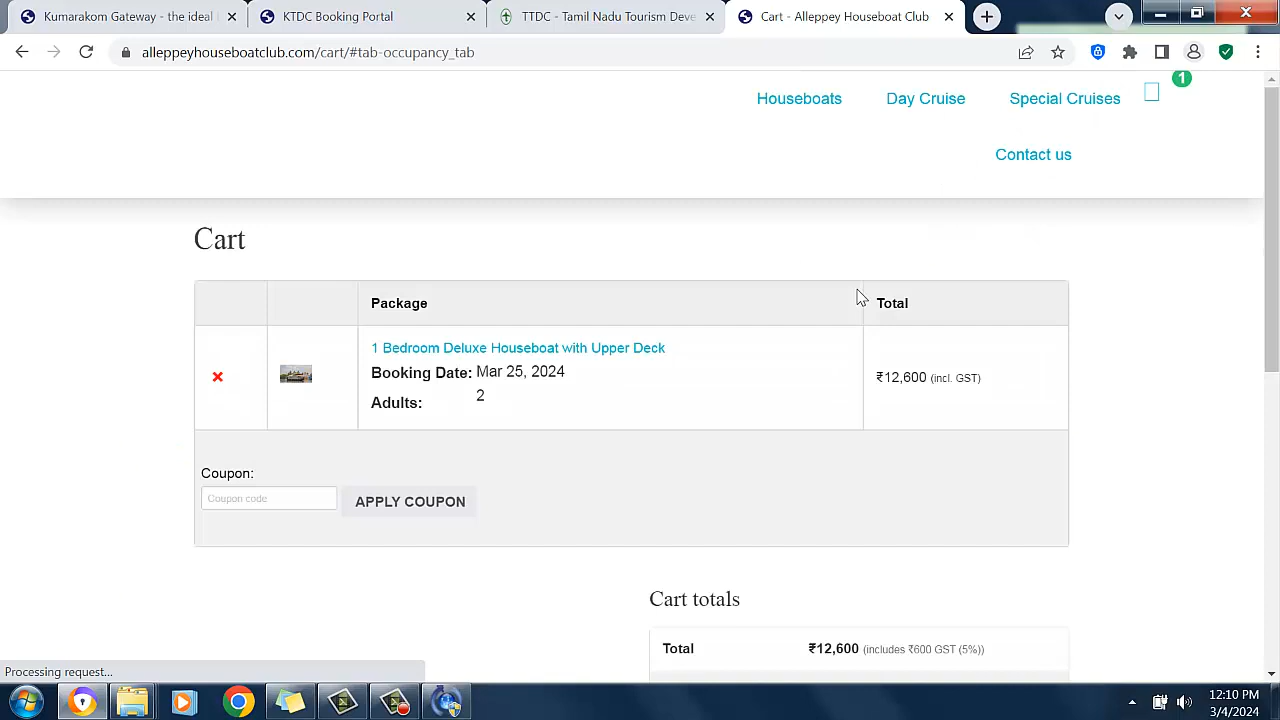 Kumarakom Gateway - the ideal
KTDC Booking Portal
TTDC - Tamil Nadu Tourism Deve
Cart - Alleppey Houseboat Club
alleppeyhouseboatclub.com/cart/#tab-occupancy_tab
Houseboats
Day Cruise
Special Cruises
1
Contact us
Cart
Package
Total
1 Bedroom Deluxe Houseboat with Upper Deck
Booking Date: Mar 25, 2024
Adults: 2
₹12,600 (incl. GST)
Coupon:
Coupon code
APPLY COUPON
Cart totals
Total
₹12,600 (includes ₹600 GST (5%))
Processing request...
12:10 PM
3/4/2024